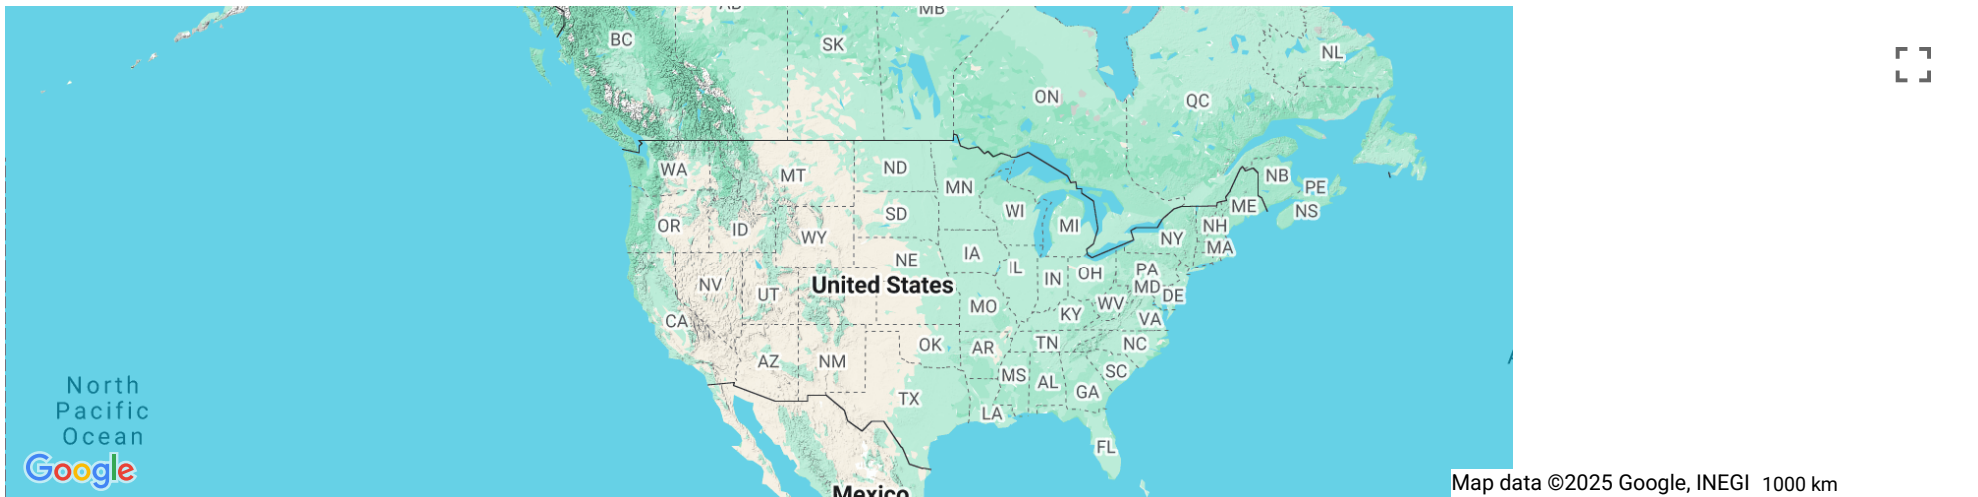 AB
MB
BC
SK
NL
ON
QC
WA
MT
ND
MN
NB
PE
OR
ID
WY
SD
WI
MI
ME
NS
NH
NY
MA
NV
UT
NE
IA
IL
IN
OH
PA
MD
DE
United States
CA
MO
KY
WV
VA
AZ
NM
OK
AR
TN
NC
MS
AL
SC
GA
TX
LA
FL
North
Pacific
Ocean
Google
Mexico
Map data ©2025 Google, INEGI
1000 km